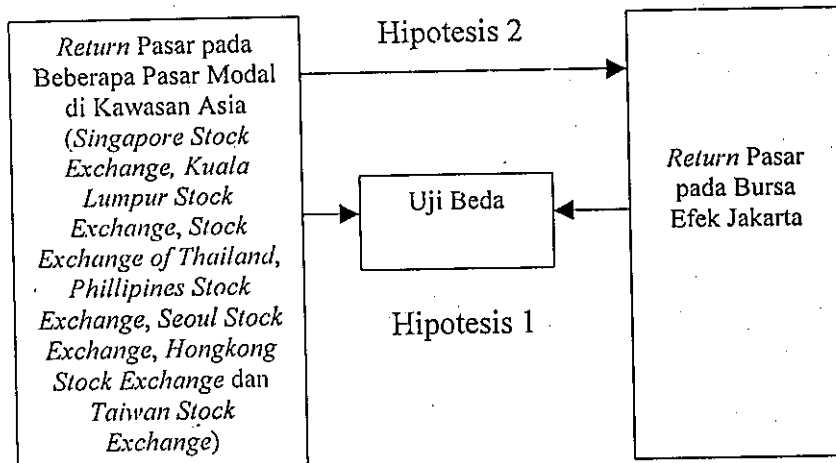 Return Pasar pada
Beberapa Pasar Modal
di Kawasan Asia
(Singapore Stock
Exchange, Kuala
Lumpur Stock
Exchange, Stock
Exchange of Thailand,
Phillipines Stock
Exchange, Seoul Stock
Exchange, Hongkong
Stock Exchange dan
Taiwan Stock
Exchange)
Hipotesis 2
Uji Beda
Hipotesis 1
Return Pasar
pada Bursa
Efek Jakarta